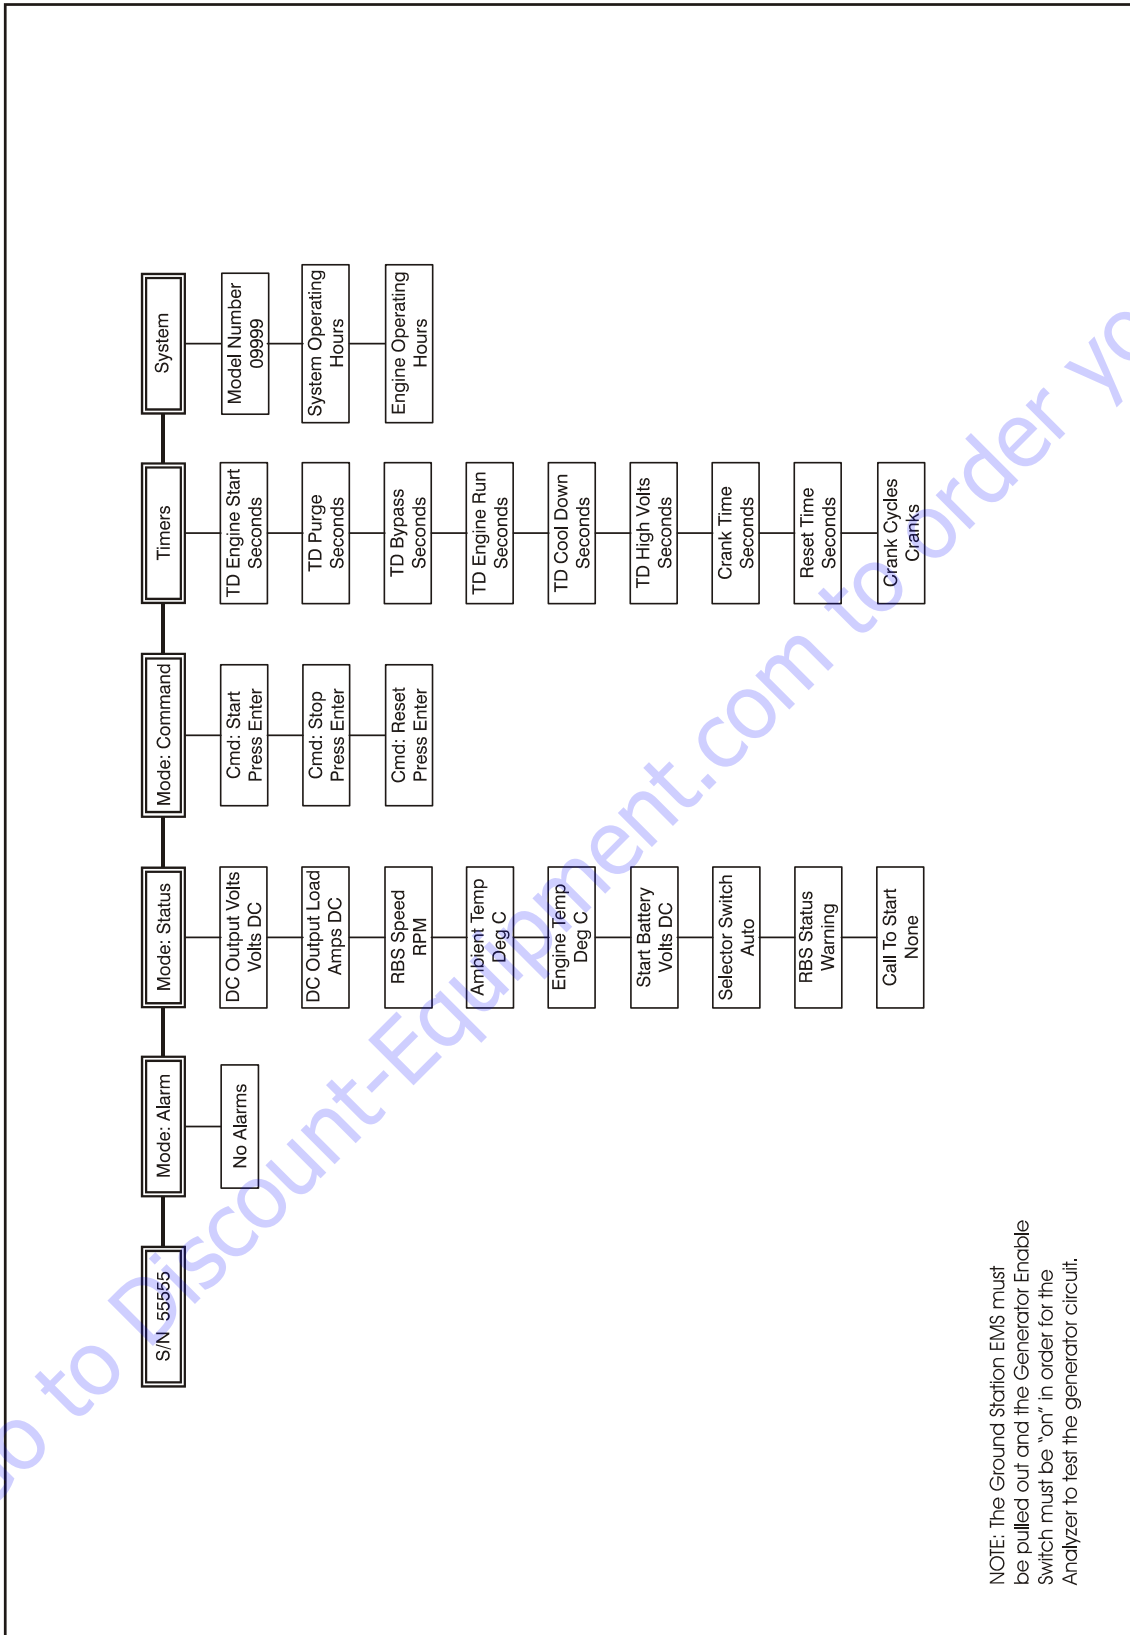 S/N 55555
Mode: Alarm
No Alarms
Mode: Status
DC Output Volts
Volts DC
DC Output Load
Amps DC
RBS Speed
RPM
Ambient Temp
Deg C
Engine Temp
Deg C
Start Battery
Volts DC
Selector Switch
Auto
RBS Status
Warning
Call To Start
None
Mode: Command
Cmd: Start
Press Enter
Cmd: Stop
Press Enter
Cmd: Reset
Press Enter
Timers
TD Engine Start
Seconds
TD Purge
Seconds
TD Bypass
Seconds
TD Engine Run
Seconds
TD Cool Down
Seconds
TD High Volts
Seconds
Crank Time
Seconds
Reset Time
Seconds
Crank Cycles
Cranks
System
Model Number
09999
System Operating
Hours
Engine Operating
Hours
NOTE: The Ground Station EMS must
be pulled out and the Generator Enable
Switch must be "on" in order for the
Analyzer to test the generator circuit.
to Discount-Equipment.com to order